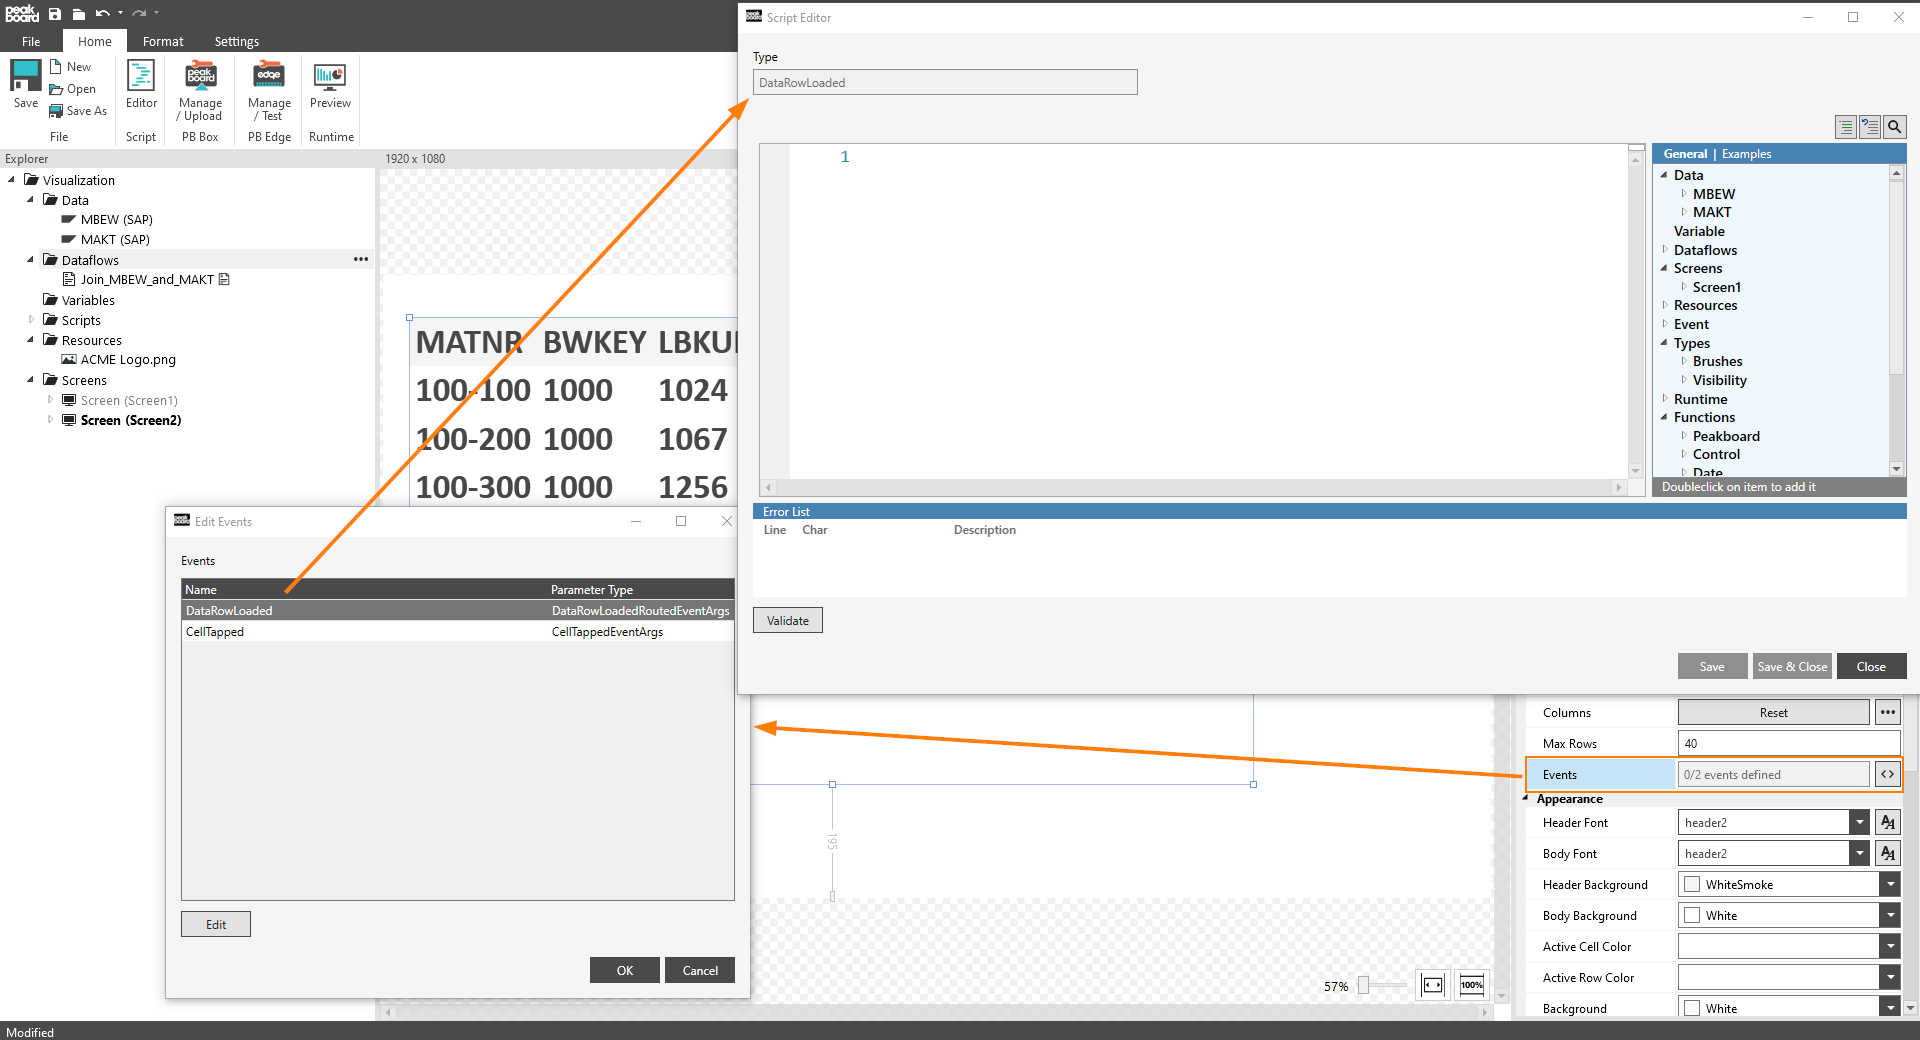 peak
board
File
Home
Format
Settings
Save
New
Open
Save As
File
Editor
Script
peak
board
Manage
/ Upload
PB Box
edge
Manage
/ Test
PB Edge
Preview
Runtime
Explorer
Visualization
Data
MBEW (SAP)
MAKT (SAP)
Dataflows
Join_MBEW_and_MAKT
Variables
Scripts
Resources
ACME Logo.png
Screens
Screen (Screen1)
Screen (Screen2)
1920 x 1080
MATNR BWKEY
100-100 1000 1024
100-200 1000 1067
100-300 1000 1256
Edit Events
Events
Name Parameter Type
DataRowLoaded DataRowLoadedRoutedEventArgs
CellTapped CellTappedEventArgs
Edit
OK
Cancel
Script Editor
Type
DataRowLoaded
1
General | Examples
Data
MBEW
MAKT
Variable
Dataflows
Screens
Screen1
Resources
Event
Types
Brushes
Visibility
Runtime
Functions
Peakboard
Control
Date
Doubleclick on item to add it
Error List
Line Char Description
Validate
Save
Save & Close
Close
Columns Reset
Max Rows 40
Events 0/2 events defined
Appearance
Header Font header2
Body Font header2
Header Background WhiteSmoke
Body Background White
Active Cell Color
Active Row Color
Background White
195
57%
100%
Modified